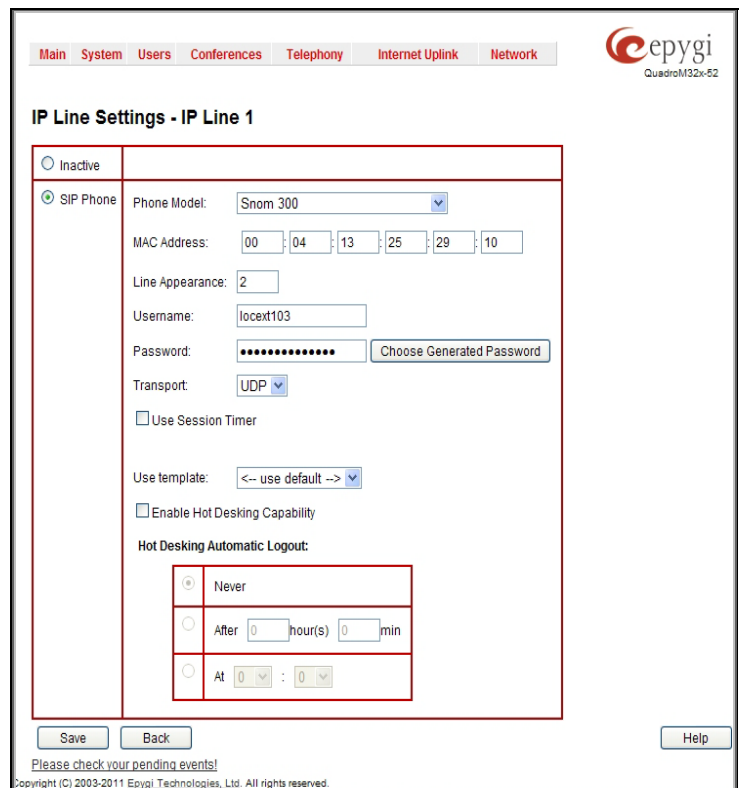 epygi
QuadroM32x-52
Main System Users Conferences Telephony Internet Uplink Network
IP Line Settings - IP Line 1
Inactive
SIP Phone
Phone Model: Snom 300
MAC Address: 00 : 04 : 13 : 25 : 29 : 10
Line Appearance: 2
Username: locext103
Password: •••••••••••••• Choose Generated Password
Transport: UDP
Use Session Timer
Use template: <-- use default -->
Enable Hot Desking Capability
Hot Desking Automatic Logout:
Never
After 0 hour(s) 0 min
At 0 : 0
Save Back Help
Please check your pending events!
Copyright (C) 2003-2011 Epygi Technologies, Ltd. All rights reserved.